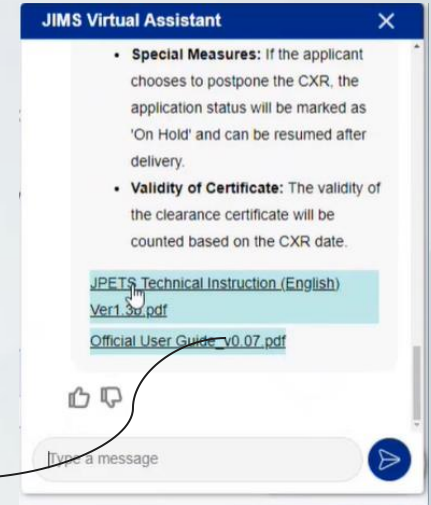 JIMS Virtual Assistant
• Special Measures: If the applicant
chooses to postpone the CXR, the
application status will be marked as
'On Hold' and can be resumed after
delivery.
• Validity of Certificate: The validity of
the clearance certificate will be
counted based on the CXR date.
JPETS Technical Instruction (English)
Ver1.3b.pdf
Official User Guide_v0.07.pdf
Type a message